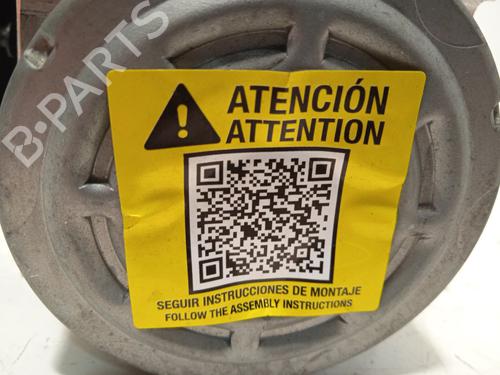 B-PARTS
ATENCIÓN
ATTENTION
SEGUIR INSTRUCCIONES DE MONTAJE
FOLLOW THE ASSEMBLY INSTRUCTIONS